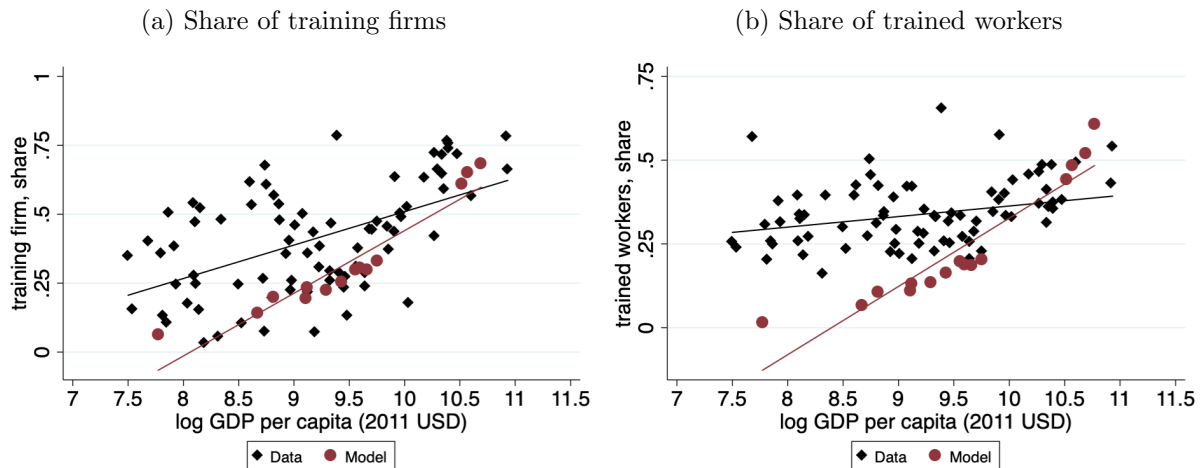 (a) Share of training firms
training firm, share
1
.75
.5
.25
0
7 7.5 8 8.5 9 9.5 10 10.5 11 11.5
log GDP per capita (2011 USD)
Data Model
(b) Share of trained workers
trained workers, share
.75
.5
.25
0
7 7.5 8 8.5 9 9.5 10 10.5 11 11.5
log GDP per capita (2011 USD)
Data Model